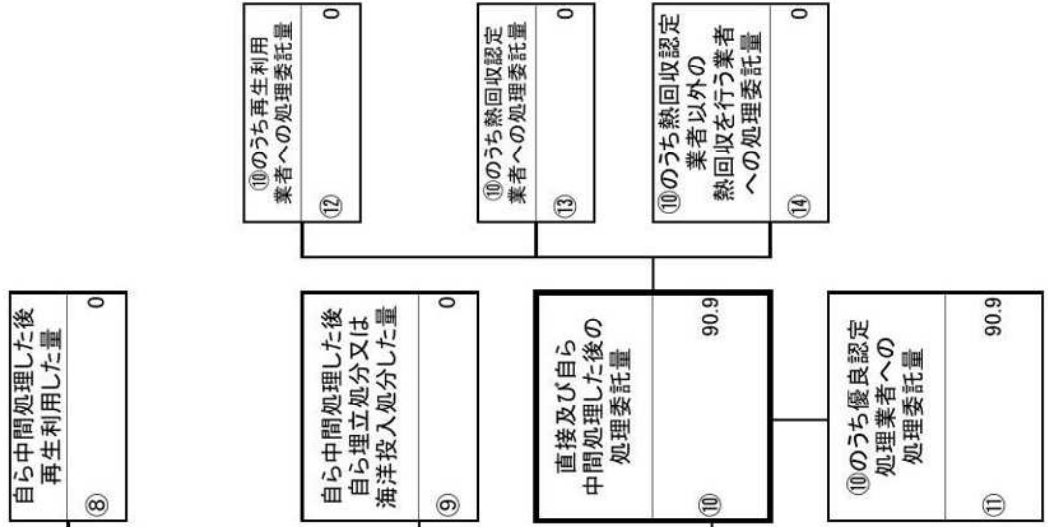 自ら中間処理した後
再生利用した量
⑧ 0
自ら中間処理した後
自ら埋立処分又は
海洋投入処分した量
⑨ 0
直接及び自ら
中間処理した後の
処理委託量
⑩ 90.9
⑩のうち優良認定
処理業者への
処理委託量
⑪ 90.9
⑩のうち再生利用
業者への処理委託量
⑫ 0
⑩のうち熱回収認定
業者への処理委託量
⑬ 0
⑩のうち熱回収認定
業者以外の
熱回収を行う業者
への処理委託量
⑭ 0